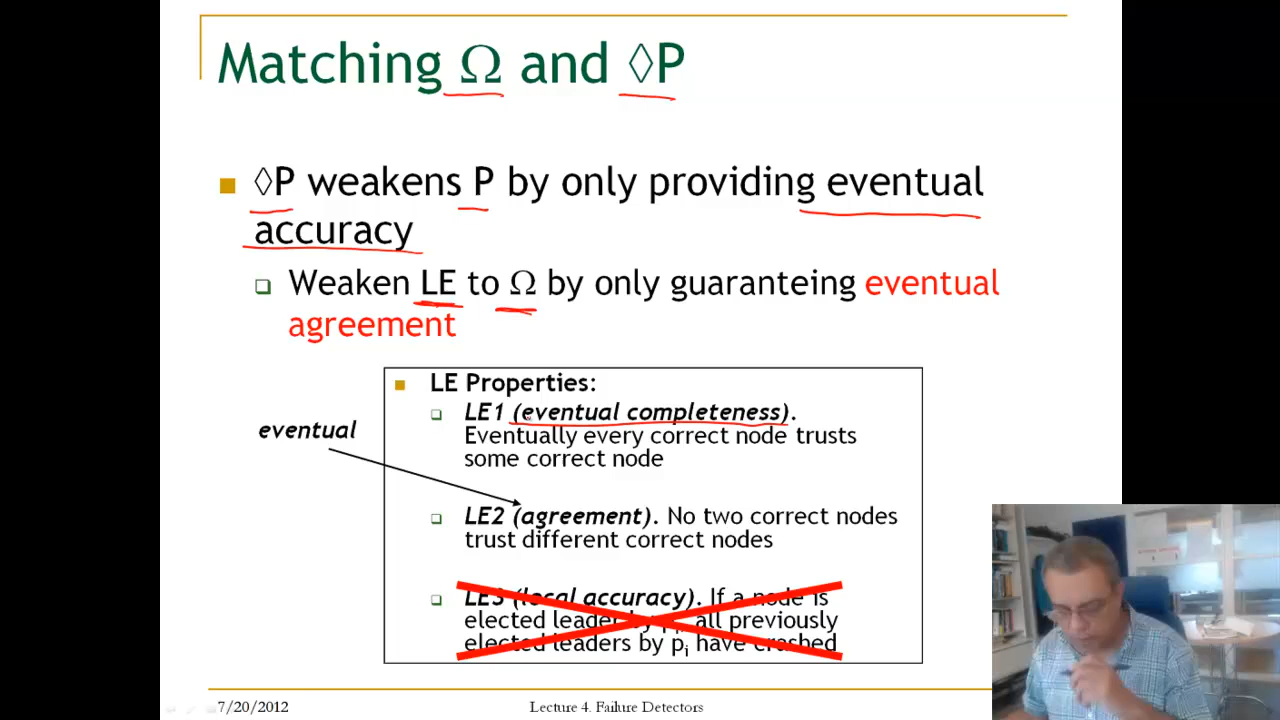 Matching Ω and ◊P
◊P weakens P by only providing eventual
accuracy
Weaken LE to Ω by only guaranteeing eventual
agreement
LE Properties:
LE1 (eventual completeness).
Eventually every correct node trusts
some correct node
eventual
LE2 (agreement). No two correct nodes
trust different correct nodes
LE3 (local accuracy). If a node is
elected leader by pi, all previously
elected leaders by pi have crashed
7/20/2012
Lecture 4. Failure Detectors